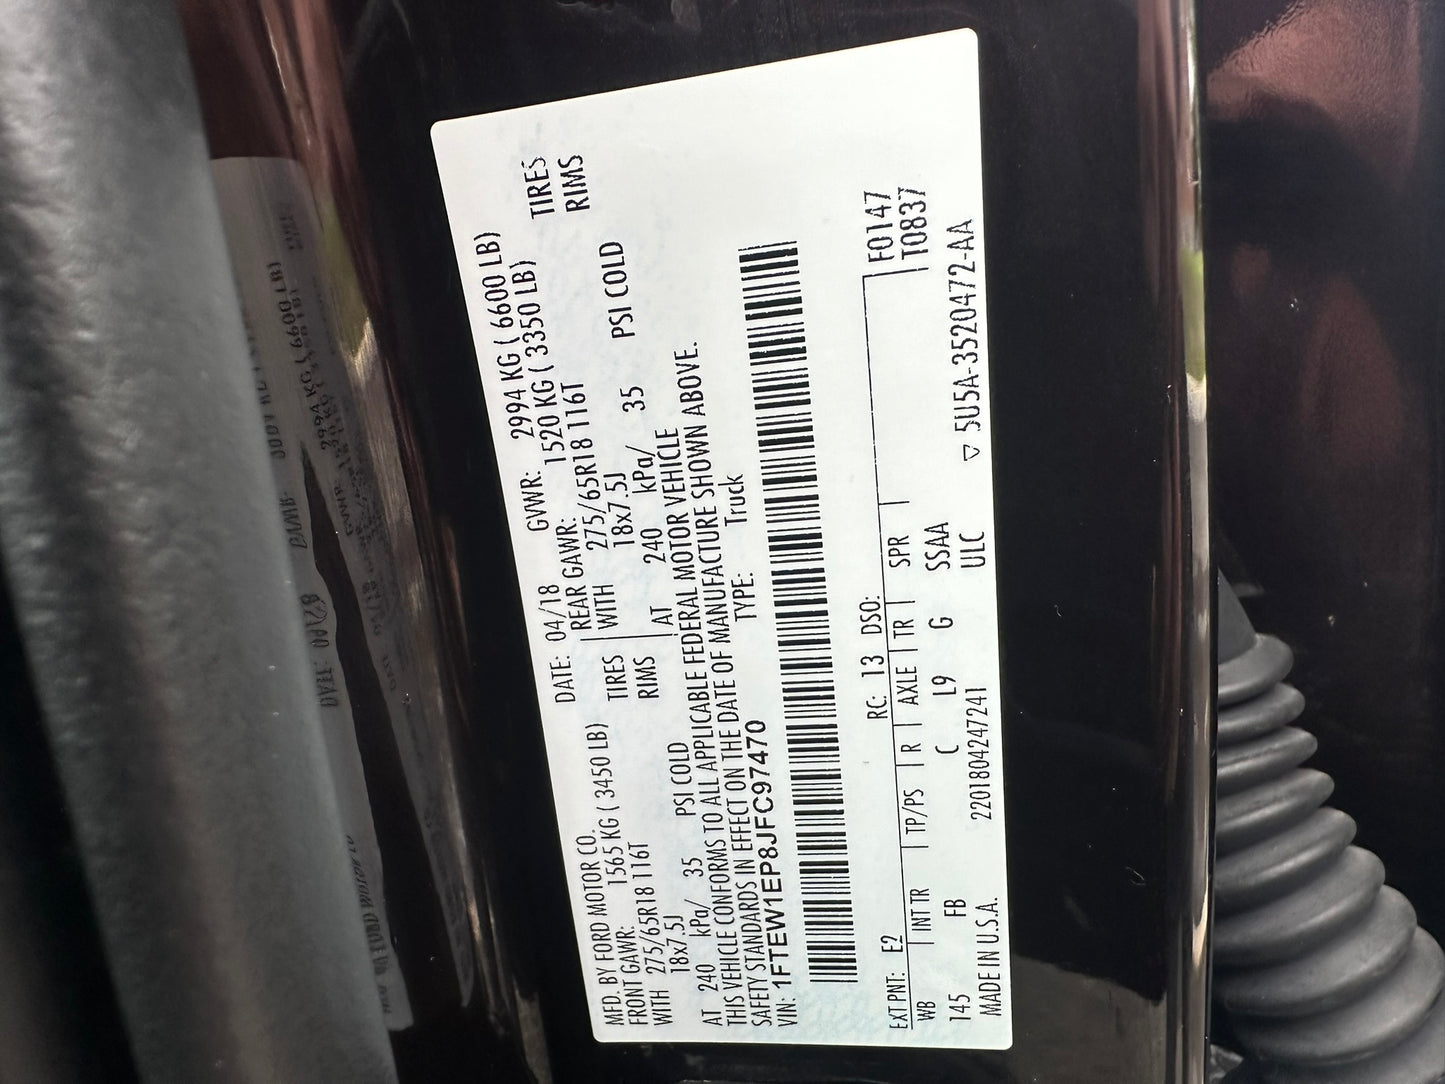 MFD. BY FORD MOTOR CO. DATE: 04/18 GVWR: 2994 KG ( 6600 LB)
FRONT GAWR: 1565 KG ( 3450 LB) REAR GAWR: 1520 KG ( 3350 LB)
WITH 275/65R18 116T TIRES WITH 275/65R18 116T TIRES
18x7.5J RIMS 18x7.5J RIMS
AT 240 kPa/ 35 PSI COLD AT 240 kPa/ 35 PSI COLD
THIS VEHICLE CONFORMS TO ALL APPLICABLE FEDERAL MOTOR VEHICLE
SAFETY STANDARDS IN EFFECT ON THE DATE OF MANUFACTURE SHOWN ABOVE.
VIN: 1FTEW1EP8JFC97470 TYPE: Truck
EXT PNT: E2 RC: 13 DSO: F0147
WB INT TR TP/PS R AXLE TR SPR T0837
145 FB C L9 G SSAA
MADE IN U.S.A. 220180424 7241 ULC ▽ 5U5A-3520472-AA